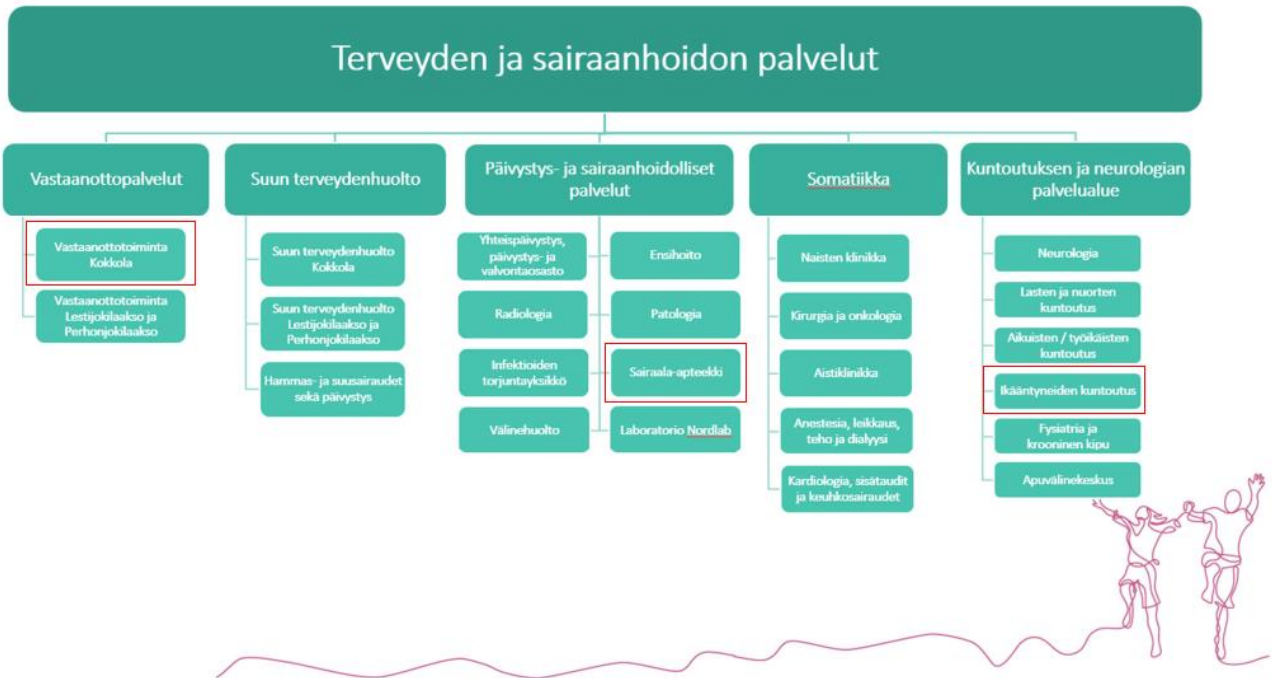 Terveyden ja sairaanhoidon palvelut
Vastaanottopalvelut
Vastaanottotoiminta
Kokkola
Vastaanottotoiminta
Lestijokilaakso ja
Perhonjokilaakso
Suun terveydenhuolto
Suun terveydenhuolto
Kokkola
Suun terveydenhuolto
Lestijokilaakso ja
Perhonjokilaakso
Hammas- ja suusairaudet
sekä päivystys
Päivystys- ja sairaanhoidolliset
palvelut
Yhteispäivystys,
päivystys- ja
valvontaosasto
Radiologia
Infektioiden
torjuntayksikkö
Välinehuolto
Ensihoito
Patologia
Sairaala-apteekki
Laboratorio Nordlab
Somatiikka
Naisten klinikka
Kirurgia ja onkologia
Aistiklinikka
Anestesia, leikkaus,
teho ja dialyysi
Kardiologia, sisätaudit
ja keuhkosairaudet
Kuntoutuksen ja neurologian
palvelualue
Neurologia
Lasten ja nuorten
kuntoutus
Aikuisten / työikäisten
kuntoutus
Ikääntyneiden kuntoutus
Fysiatria ja
krooninen kipu
Apuvälinekeskus